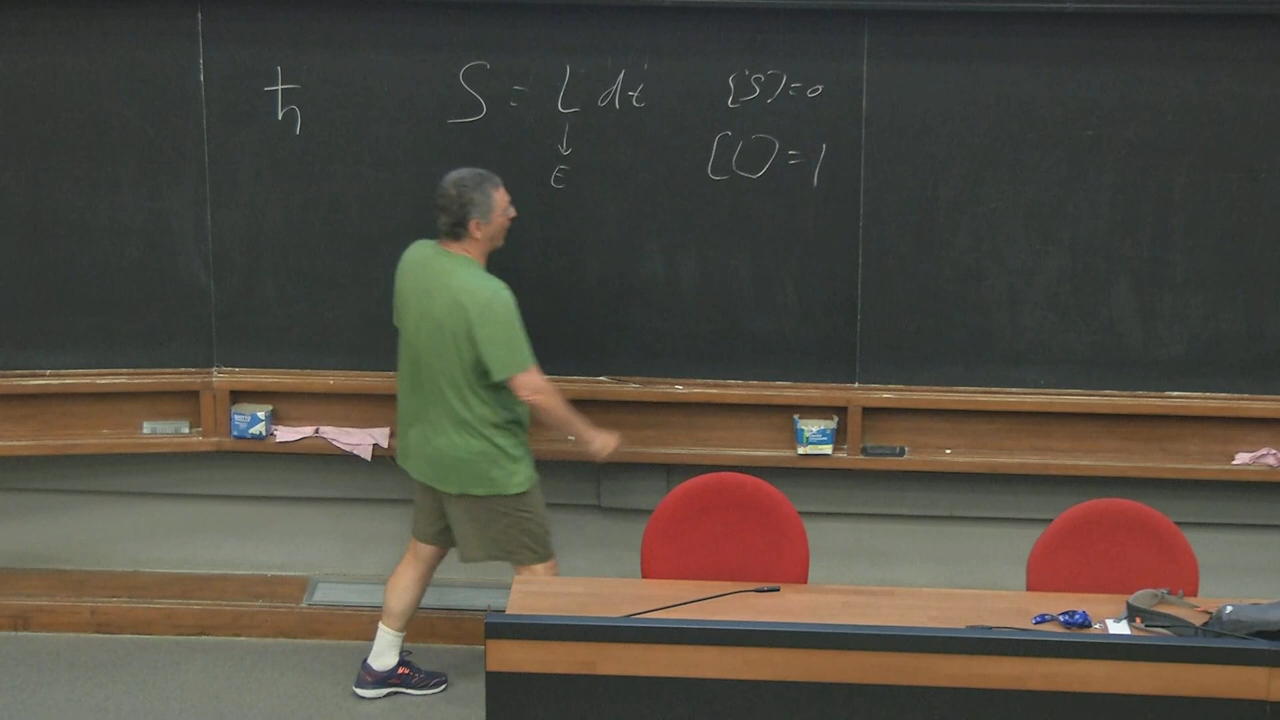 ħ S = L dt [S]=0
↓ [L]=1
E